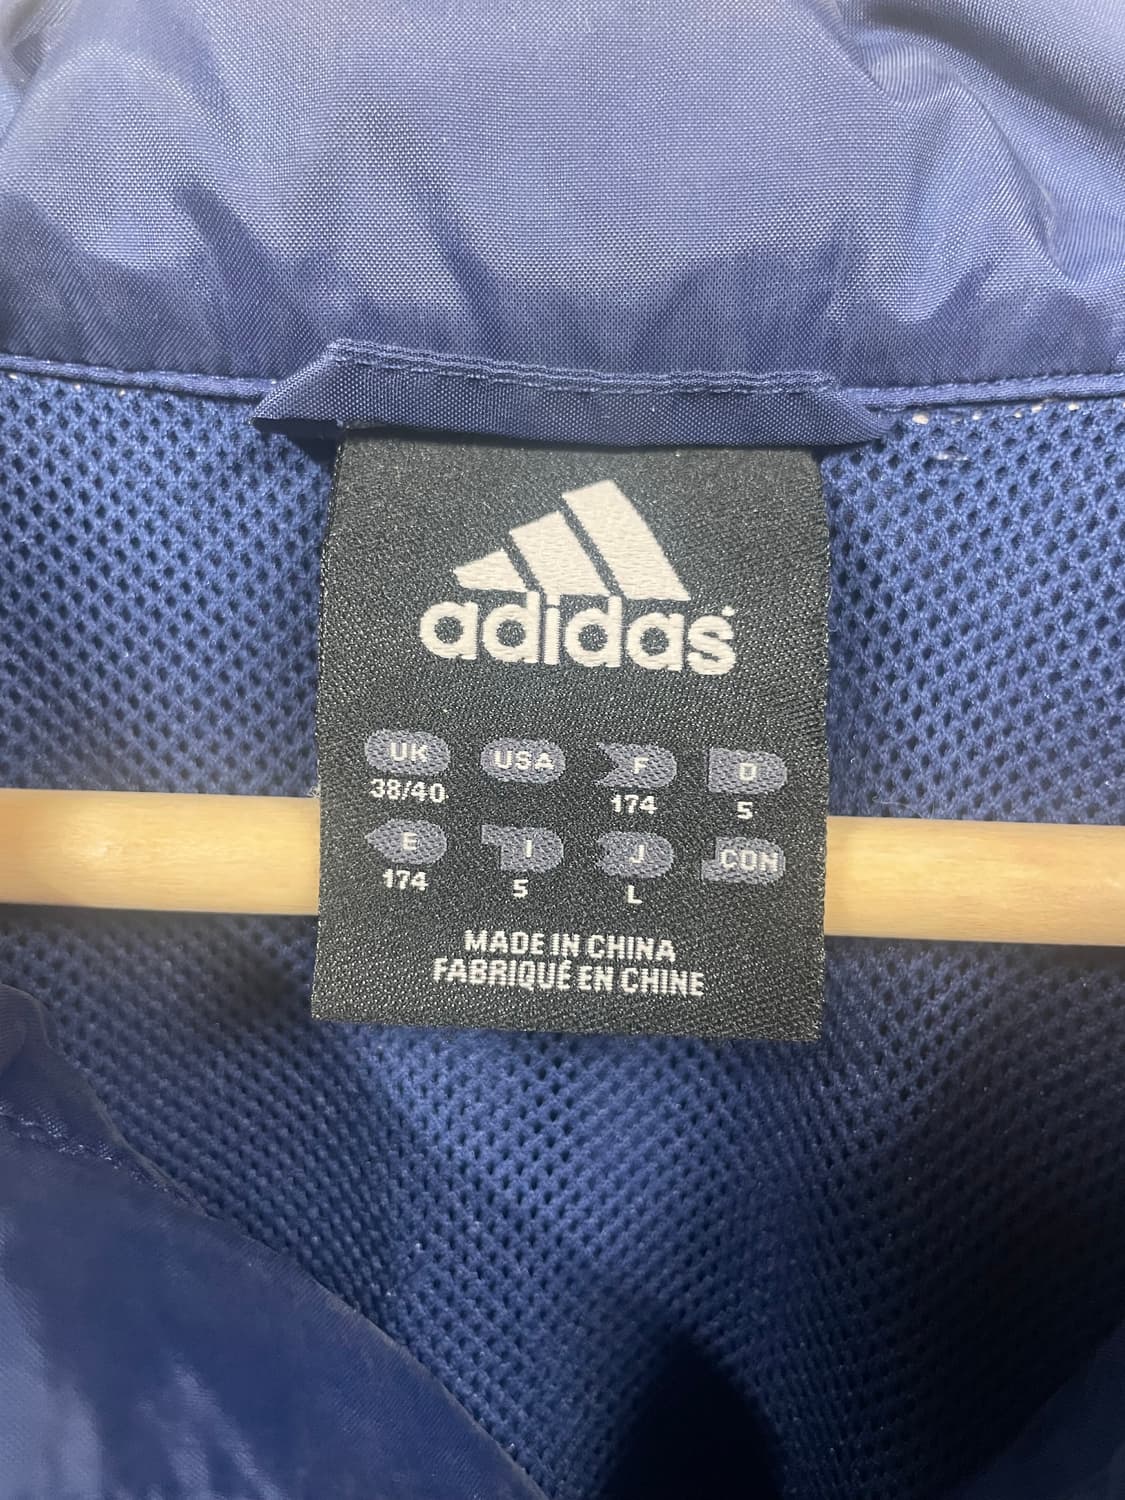 adidas
UK USA F D
38/40 174 5
E I J CON
174 5 L
MADE IN CHINA
FABRIQUÉ EN CHINE